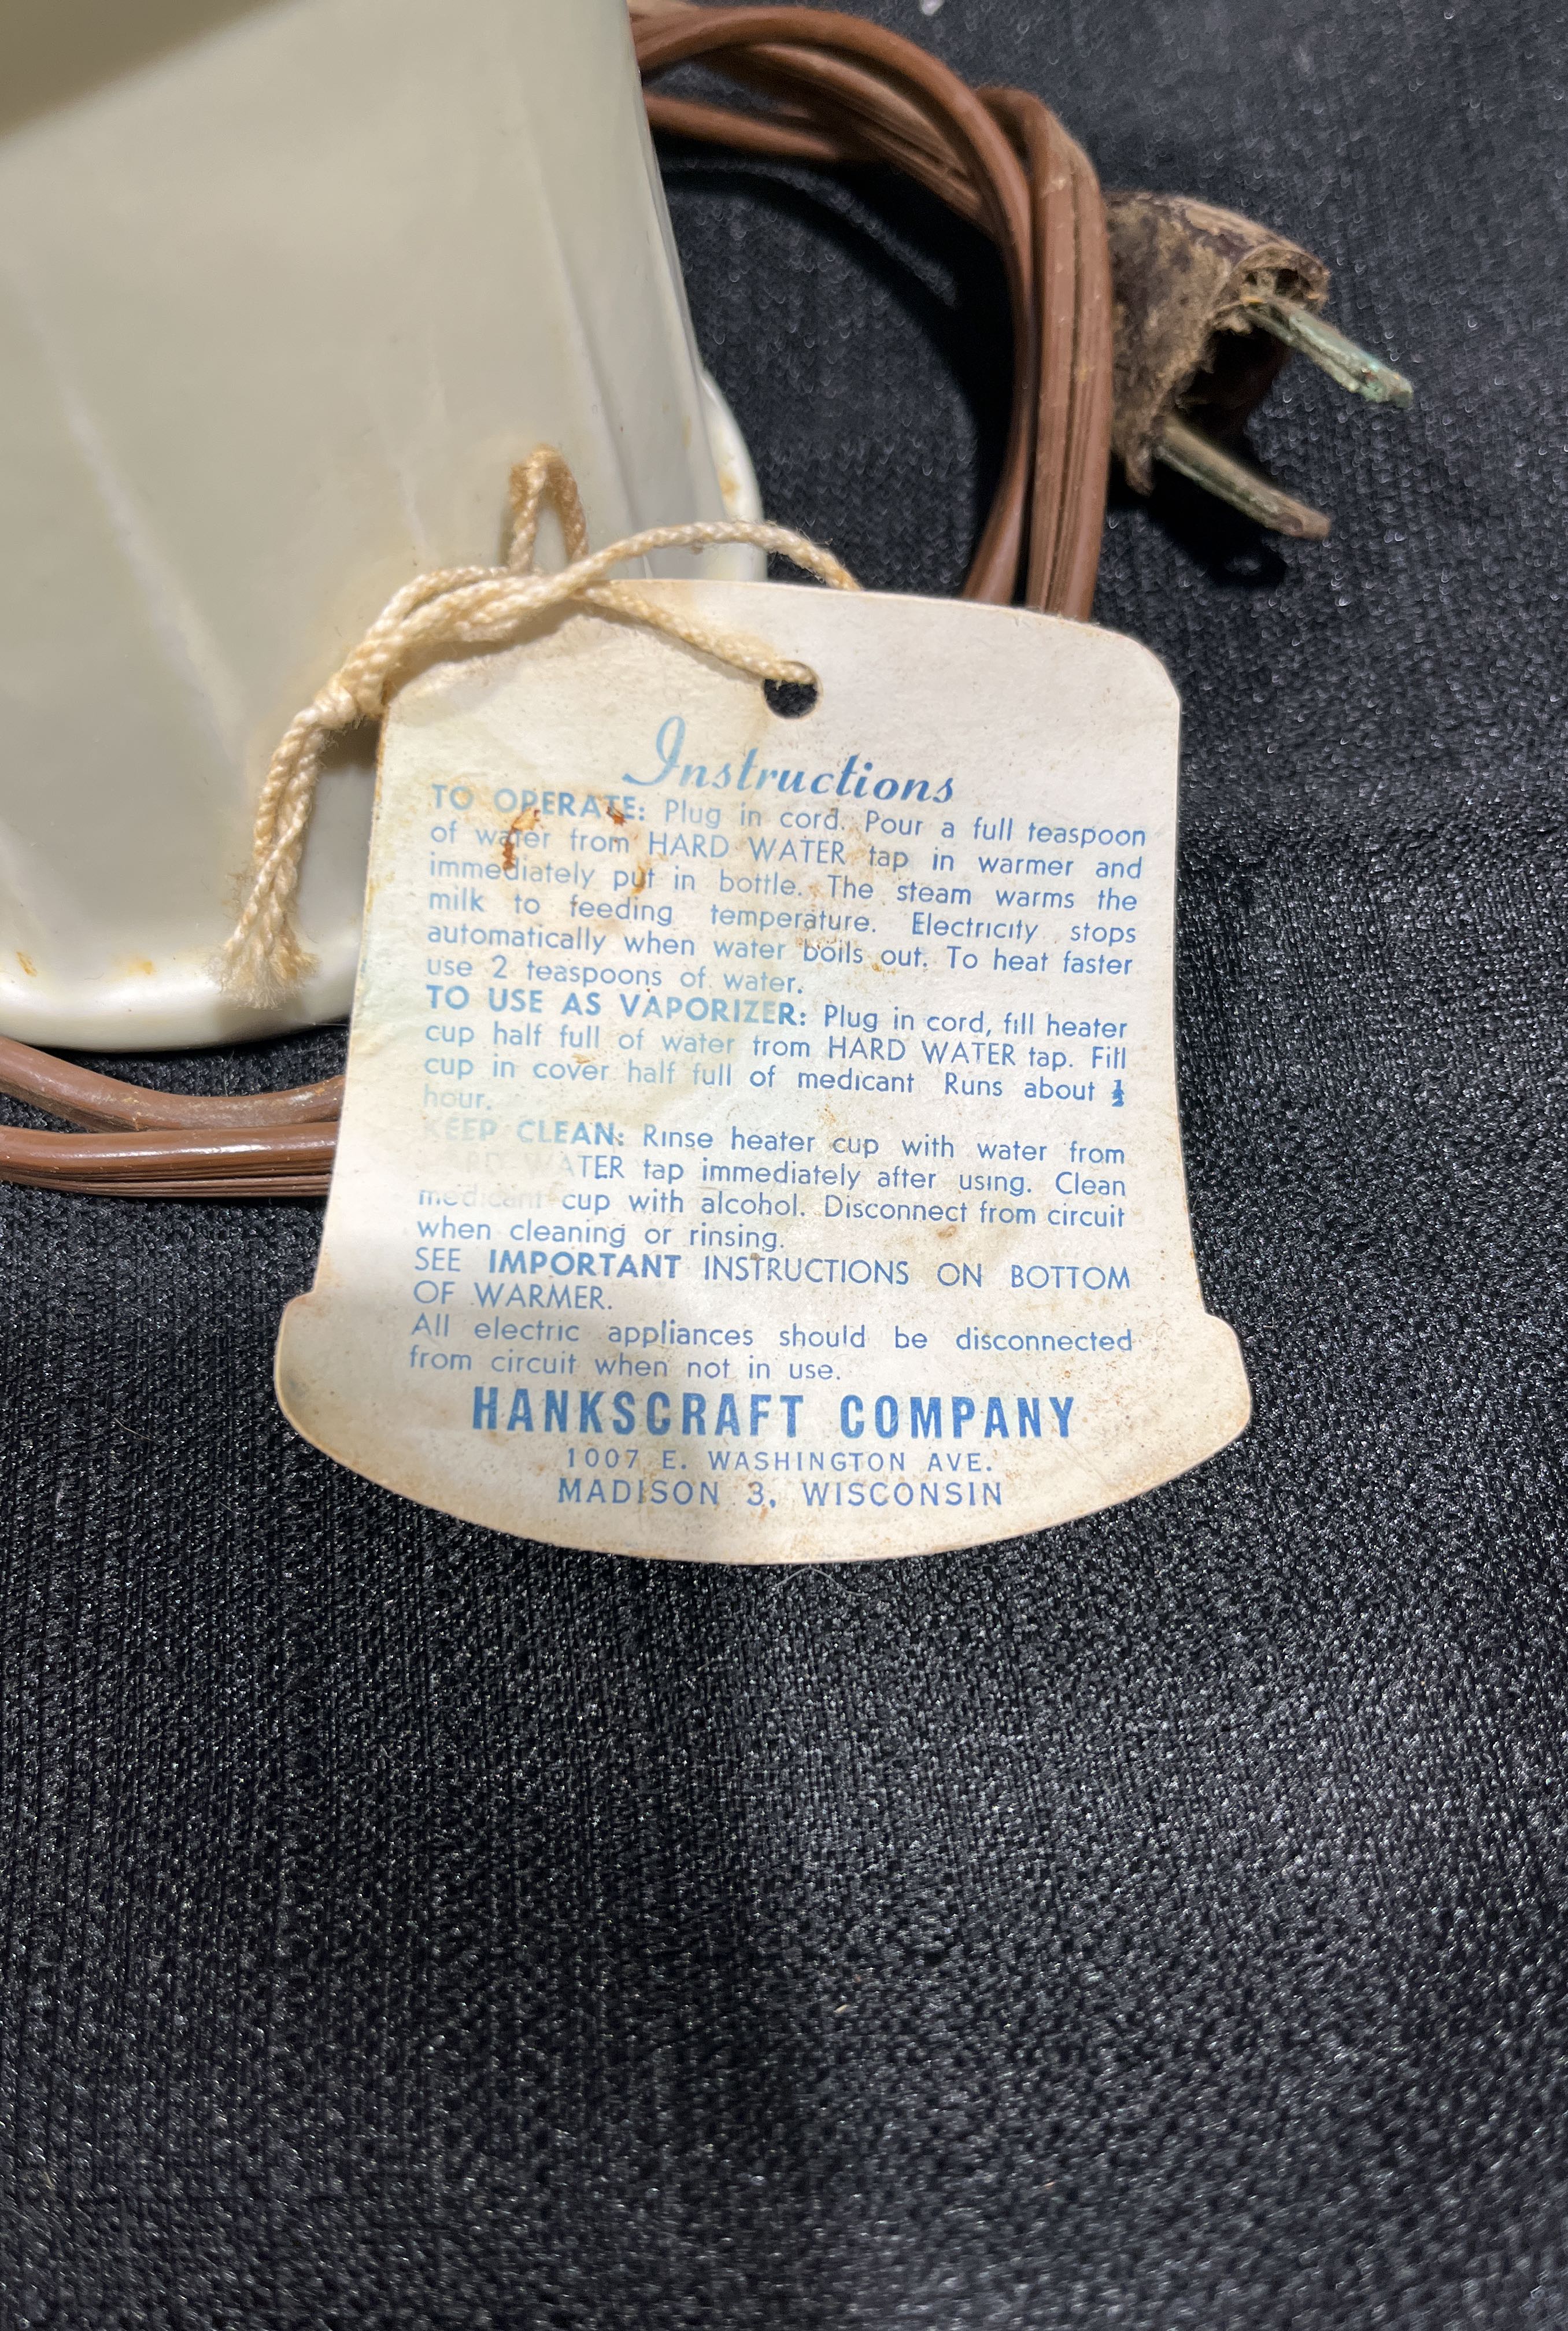 Instructions
TO OPERATE: Plug in cord. Pour a full teaspoon
of water from HARD WATER tap in warmer and
immediately put in bottle. The steam warms the
milk to feeding temperature. Electricity stops
automatically when water boils out. To heat faster
use 2 teaspoons of water.
TO USE AS VAPORIZER: Plug in cord, fill heater
cup half full of water from HARD WATER tap. Fill
cup in cover half full of medicant Runs about ½
hour.
KEEP CLEAN: Rinse heater cup with water from
HARD WATER tap immediately after using. Clean
medicant cup with alcohol. Disconnect from circuit
when cleaning or rinsing.
SEE IMPORTANT INSTRUCTIONS ON BOTTOM
OF WARMER.
All electric appliances should be disconnected
from circuit when not in use.
HANKSCRAFT COMPANY
1007 E. WASHINGTON AVE.
MADISON 3, WISCONSIN